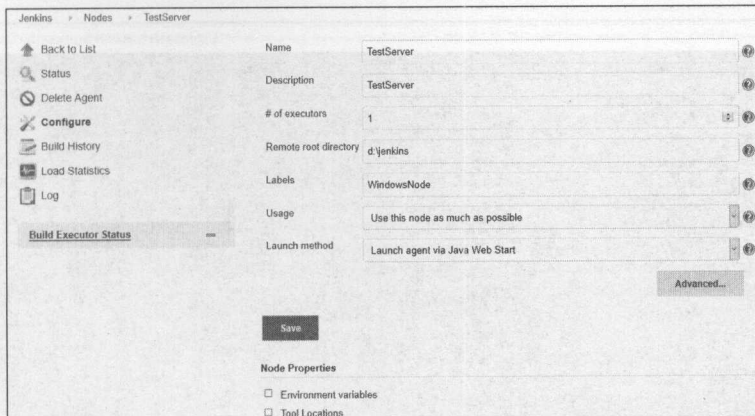 Jenkins › Nodes › TestServer
Back to List
Status
Delete Agent
Configure
Build History
Load Statistics
Log
Build Executor Status
Name TestServer
Description TestServer
# of executors 1
Remote root directory d:\jenkins
Labels WindowsNode
Usage Use this node as much as possible
Launch method Launch agent via Java Web Start
Advanced...
Save
Node Properties
Environment variables
Tool Locations